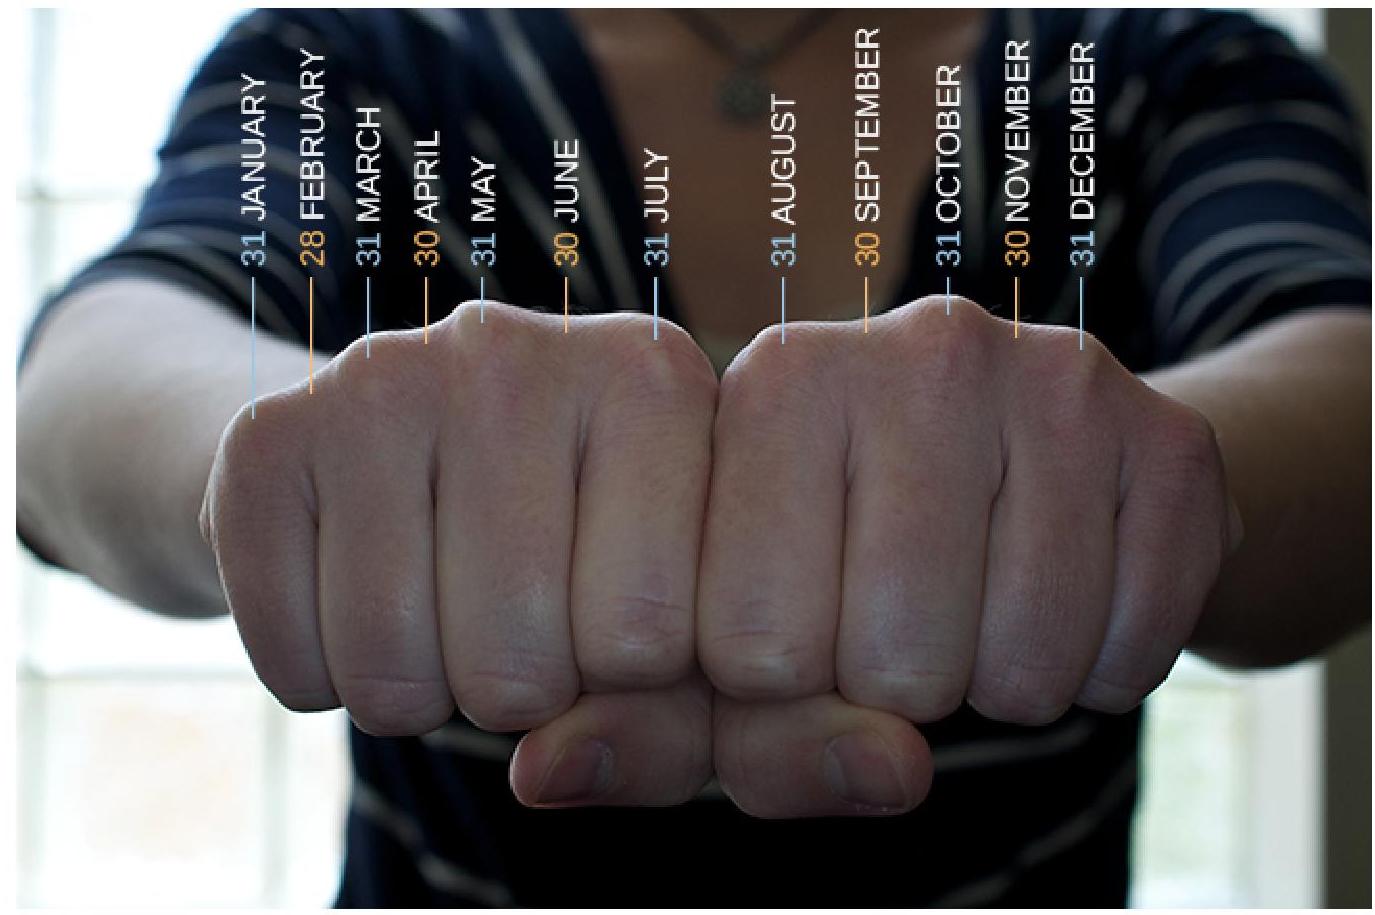 31 JANUARY
28 FEBRUARY
31 MARCH
30 APRIL
31 MAY
30 JUNE
31 JULY
31 AUGUST
30 SEPTEMBER
31 OCTOBER
30 NOVEMBER
31 DECEMBER